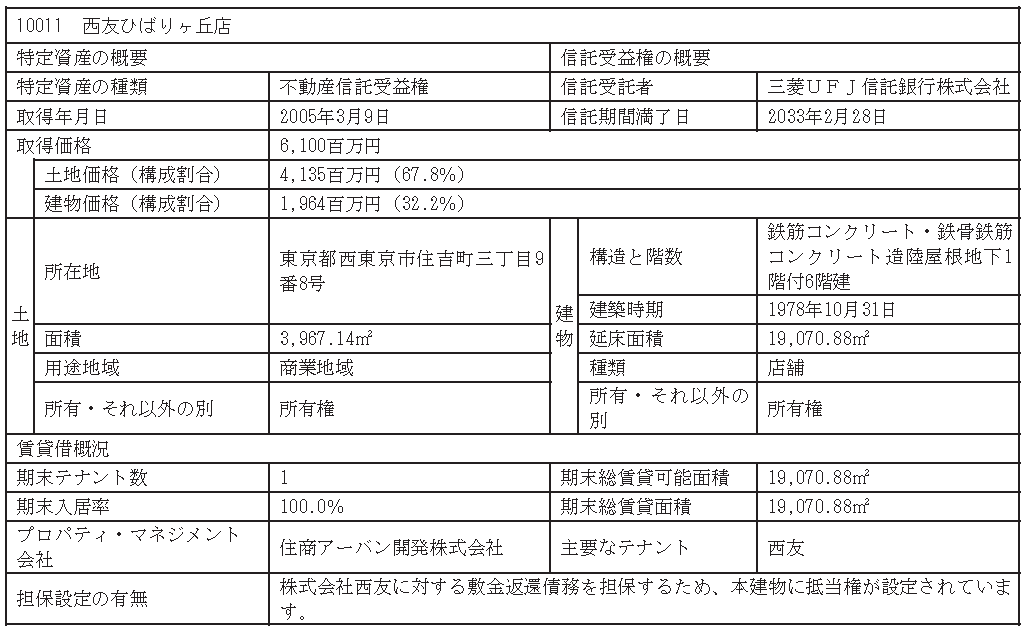 10011　西友ひばりヶ丘店
特定資産の概要　信託受益権の概要
特定資産の種類　不動産信託受益権　信託受託者　三菱ＵＦＪ信託銀行株式会社
取得年月日　2005年3月9日　信託期間満了日　2033年2月28日
取得価格　6,100百万円
土地価格（構成割合）　4,135百万円（67.8%）
建物価格（構成割合）　1,964百万円（32.2%）
土地
所在地
東京都西東京市住吉町三丁目9
番8号
建物
構造と階数
鉄筋コンクリート・鉄骨鉄筋
コンクリート造陸屋根地下1
階付6階建
建築時期　1978年10月31日
面積　3,967.14㎡　延床面積　19,070.88㎡
用途地域　商業地域　種類　店舗
所有・それ以外の別　所有権
所有・それ以外の
別
所有権
賃貸借概況
期末テナント数　1　期末総賃貸可能面積　19,070.88㎡
期末入居率　100.0%　期末総賃貸面積　19,070.88㎡
プロパティ・マネジメント
会社
住商アーバン開発株式会社　主要なテナント　西友
担保設定の有無
株式会社西友に対する敷金返還債務を担保するため、本建物に抵当権が設定されていま
す。